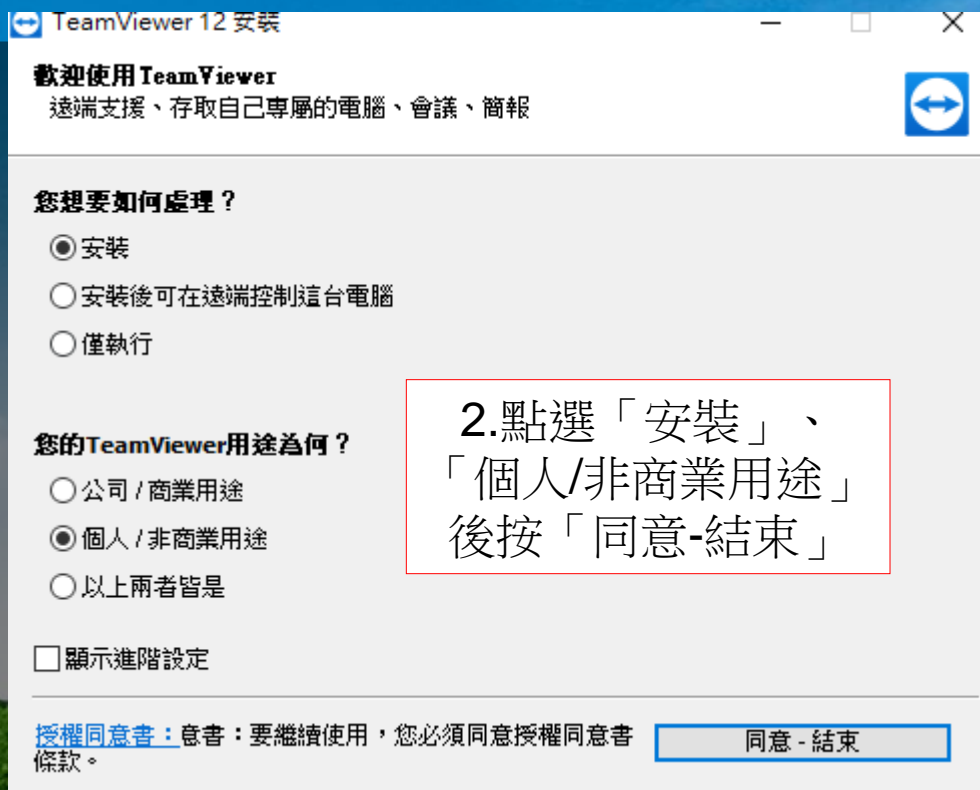 TeamViewer 12 安裝
歡迎使用TeamViewer
遠端支援、存取自己專屬的電腦、會議、簡報
您想要如何處理？
安裝
安裝後可在遠端控制這台電腦
僅執行
2.點選「安裝」、
「個人/非商業用途」
後按「同意-結束」
您的TeamViewer用途為何？
公司 / 商業用途
個人 / 非商業用途
以上兩者皆是
顯示進階設定
授權同意書：意書：要繼續使用，您必須同意授權同意書
條款。
同意 - 結束